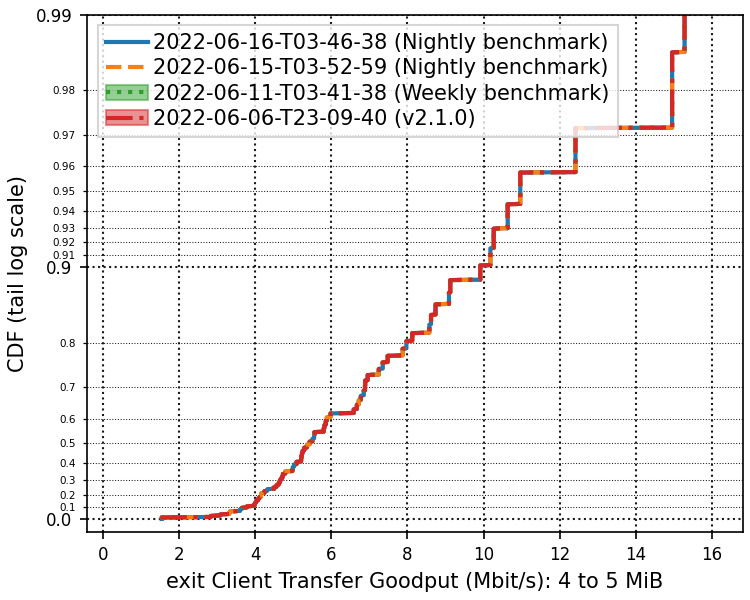 0.99
2022-06-16-T03-46-38 (Nightly benchmark)
2022-06-15-T03-52-59 (Nightly benchmark)
2022-06-11-T03-41-38 (Weekly benchmark)
2022-06-06-T23-09-40 (v2.1.0)
0.98
0.97
0.96
0.95
0.94
0.93
0.92
0.91
0.9
0.8
0.7
0.6
0.5
0.4
0.3
0.2
0.1
0.0
CDF (tail log scale)
0 2 4 6 8 10 12 14 16
exit Client Transfer Goodput (Mbit/s): 4 to 5 MiB